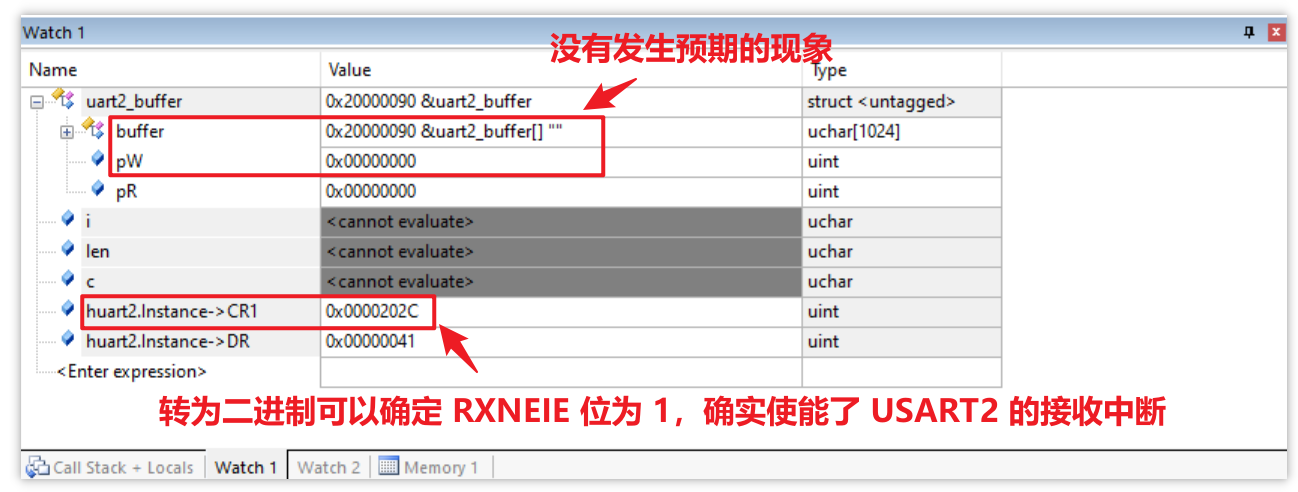 Watch 1
没有发生预期的现象
Name Value Type
uart2_buffer 0x20000090 &uart2_buffer struct <untagged>
buffer 0x20000090 &uart2_buffer[] "" uchar[1024]
pW 0x00000000 uint
pR 0x00000000 uint
i <cannot evaluate> uchar
len <cannot evaluate> uchar
c <cannot evaluate> uchar
huart2.Instance->CR1 0x0000202C uint
huart2.Instance->DR 0x00000041 uint
<Enter expression>
转为二进制可以确定 RXNEIE 位为 1，确实使能了 USART2 的接收中断
Call Stack + Locals Watch 1 Watch 2 Memory 1